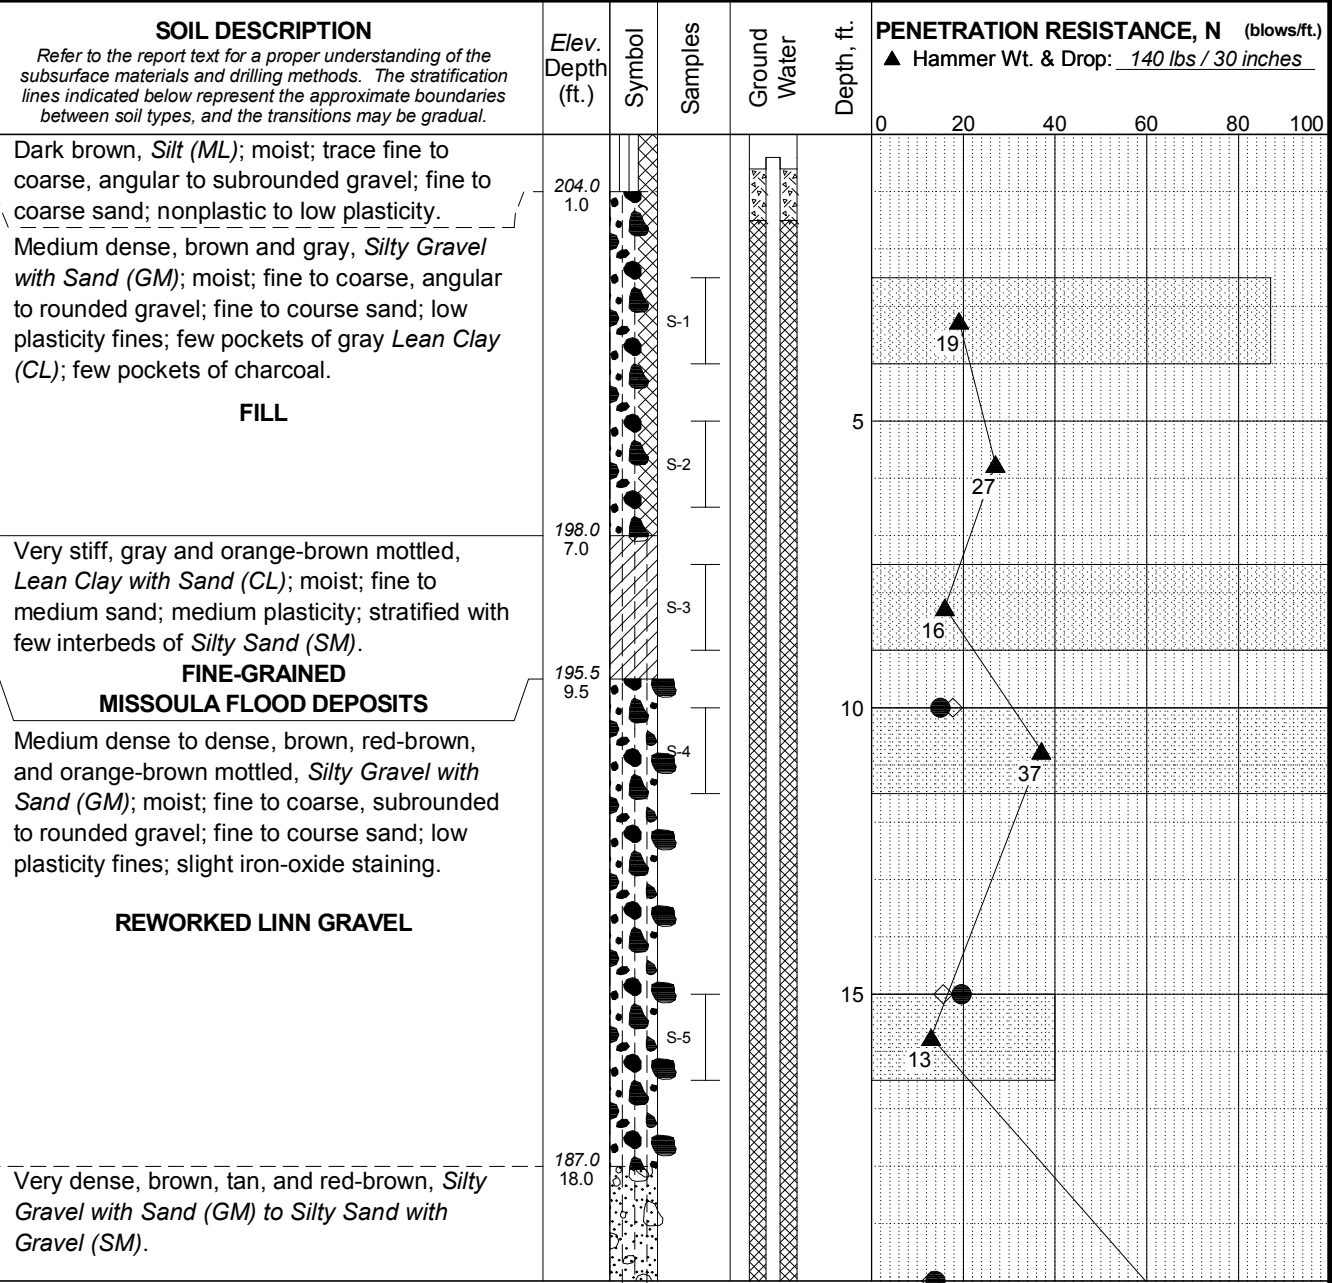 SOIL DESCRIPTION
Refer to the report text for a proper understanding of the
subsurface materials and drilling methods. The stratification
lines indicated below represent the approximate boundaries
between soil types, and the transitions may be gradual.
Elev.
Depth
(ft.)
Symbol
Samples
Ground
Water
Depth, ft.
PENETRATION RESISTANCE, N (blows/ft.)
▲ Hammer Wt. & Drop: 140 lbs / 30 inches
0 20 40 60 80 100
Dark brown, Silt (ML); moist; trace fine to
coarse, angular to subrounded gravel; fine to
coarse sand; nonplastic to low plasticity.
204.0
1.0
Medium dense, brown and gray, Silty Gravel
with Sand (GM); moist; fine to coarse, angular
to rounded gravel; fine to course sand; low
plasticity fines; few pockets of gray Lean Clay
(CL); few pockets of charcoal.
FILL
S-1
19
5
S-2
27
198.0
7.0
Very stiff, gray and orange-brown mottled,
Lean Clay with Sand (CL); moist; fine to
medium sand; medium plasticity; stratified with
few interbeds of Silty Sand (SM).
FINE-GRAINED
MISSOULA FLOOD DEPOSITS
S-3
16
195.5
9.5
10
Medium dense to dense, brown, red-brown,
and orange-brown mottled, Silty Gravel with
Sand (GM); moist; fine to coarse, subrounded
to rounded gravel; fine to course sand; low
plasticity fines; slight iron-oxide staining.
REWORKED LINN GRAVEL
S-4
37
15
S-5
13
187.0
18.0
Very dense, brown, tan, and red-brown, Silty
Gravel with Sand (GM) to Silty Sand with
Gravel (SM).